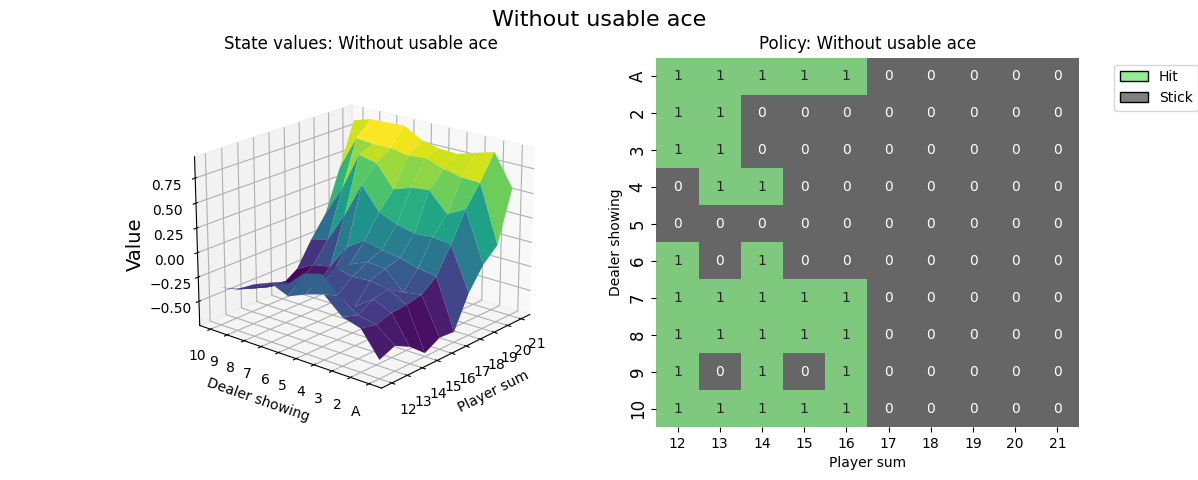 Without usable ace
State values: Without usable ace
0.75
0.50
0.25
0.00
−0.25
−0.50
Value
10 9 8 7 6 5 4 3 2 A
Dealer showing
12 13 14 15 16 17 18 19 20 21
Player sum
Policy: Without usable ace
A 1 1 1 1 1 0 0 0 0 0
2 1 1 0 0 0 0 0 0 0 0
3 1 1 0 0 0 0 0 0 0 0
4 0 1 1 0 0 0 0 0 0 0
5 0 0 0 0 0 0 0 0 0 0
6 1 0 1 0 0 0 0 0 0 0
7 1 1 1 1 1 0 0 0 0 0
8 1 1 1 1 1 0 0 0 0 0
9 1 0 1 0 1 0 0 0 0 0
10 1 1 1 1 1 0 0 0 0 0
Dealer showing
12 13 14 15 16 17 18 19 20 21
Player sum
Hit
Stick